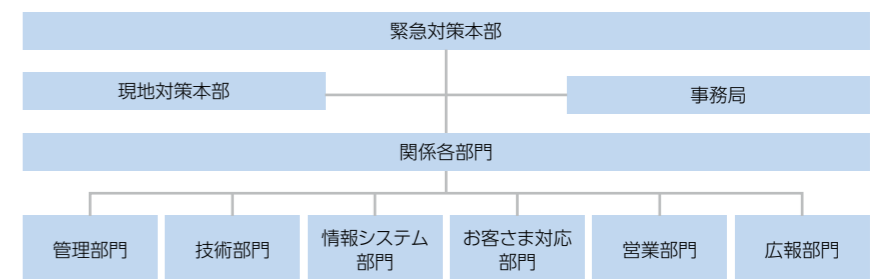 緊急対策本部
現地対策本部
事務局
関係各部門
管理部門
技術部門
情報システム
部門
お客さま対応
部門
営業部門
広報部門